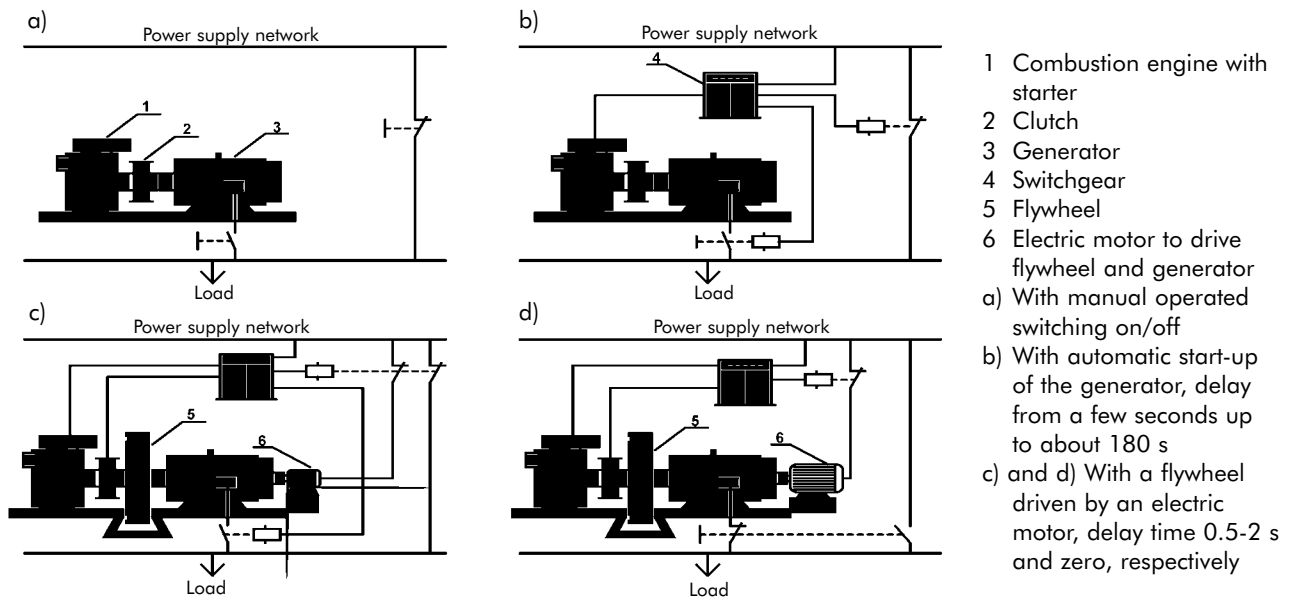 a)
Power supply network
1
2
3
Load
b)
Power supply network
4
Load
c)
Power supply network
5
6
Load
d)
Power supply network
5
6
Load
1 Combustion engine with
starter
2 Clutch
3 Generator
4 Switchgear
5 Flywheel
6 Electric motor to drive
flywheel and generator
a) With manual operated
switching on/off
b) With automatic start-up
of the generator, delay
from a few seconds up
to about 180 s
c) and d) With a flywheel
driven by an electric
motor, delay time 0.5-2 s
and zero, respectively